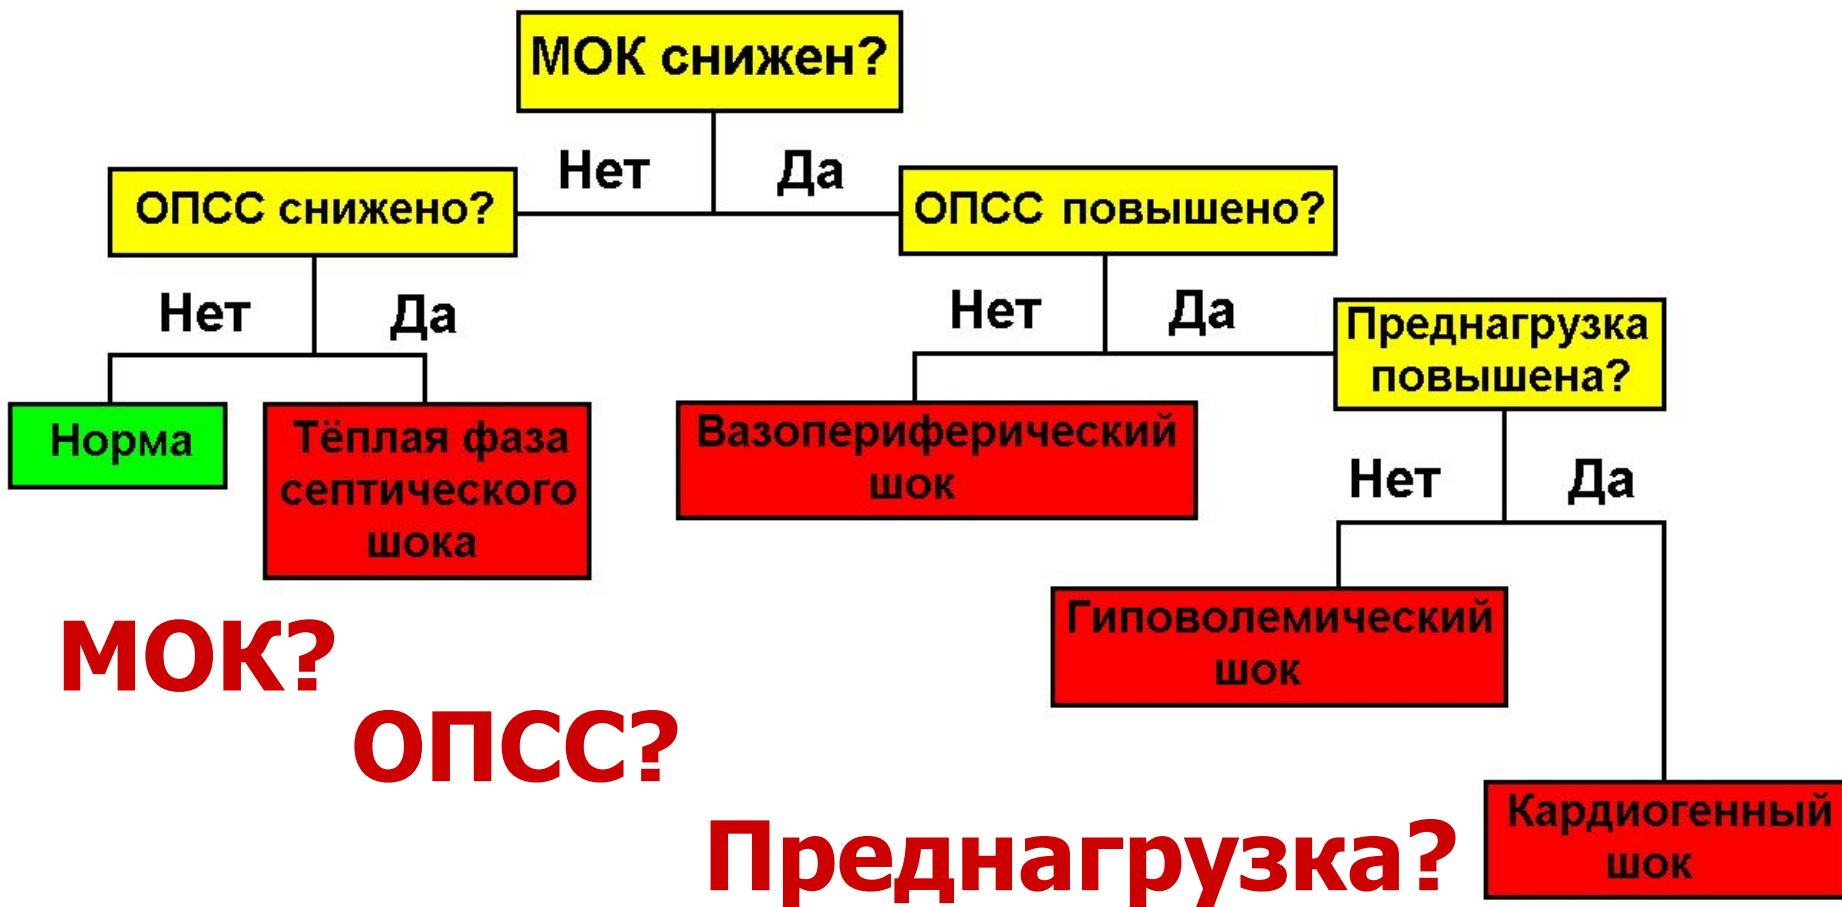 МОК снижен?
Нет
Да
ОПСС снижено?
ОПСС повышено?
Нет
Да
Нет
Да
Преднагрузка
повышена?
Норма
Тёплая фаза
септического
шока
Вазопериферический
шок
Нет
Да
Гиповолемический
шок
МОК?
ОПСС?
Преднагрузка?
Кардиогенный
шок